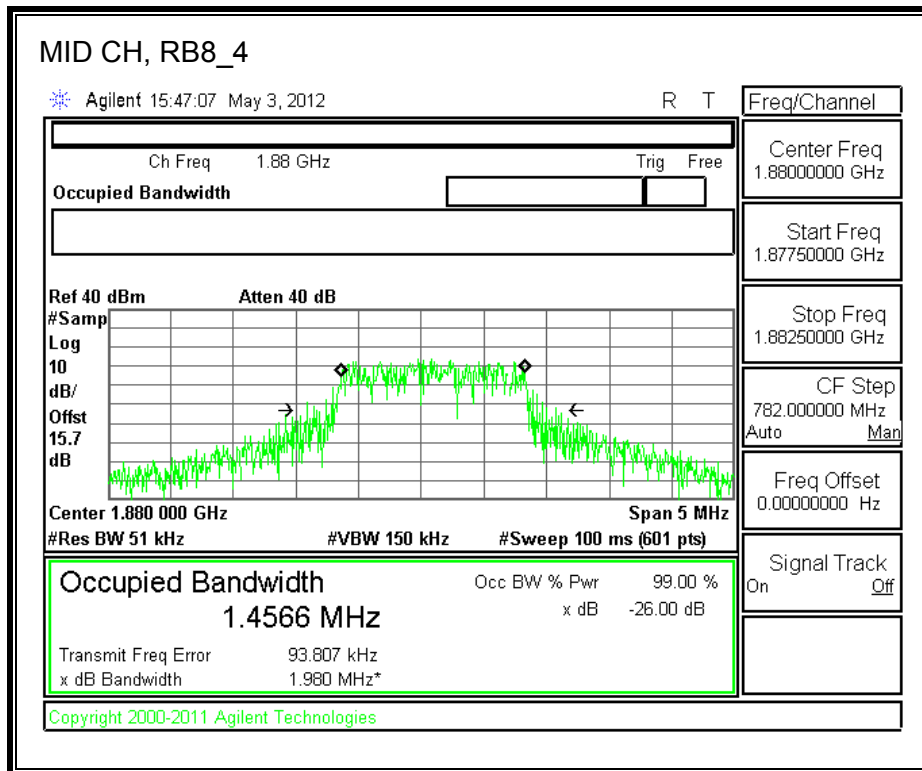 MID CH, RB8_4
Agilent 15:47:07 May 3, 2012 R T
Ch Freq 1.88 GHz Trig Free
Occupied Bandwidth
Ref 40 dBm Atten 40 dB
#Samp
Log
10
dB/
Offst
15.7
dB
Center 1.880 000 GHz Span 5 MHz
#Res BW 51 kHz #VBW 150 kHz #Sweep 100 ms (601 pts)
Occupied Bandwidth Occ BW % Pwr 99.00 %
1.4566 MHz x dB -26.00 dB
Transmit Freq Error 93.807 kHz
x dB Bandwidth 1.980 MHz*
Copyright 2000-2011 Agilent Technologies
Freq/Channel
Center Freq
1.88000000 GHz
Start Freq
1.87750000 GHz
Stop Freq
1.88250000 GHz
CF Step
782.000000 MHz
Auto Man
Freq Offset
0.00000000 Hz
Signal Track
On Off